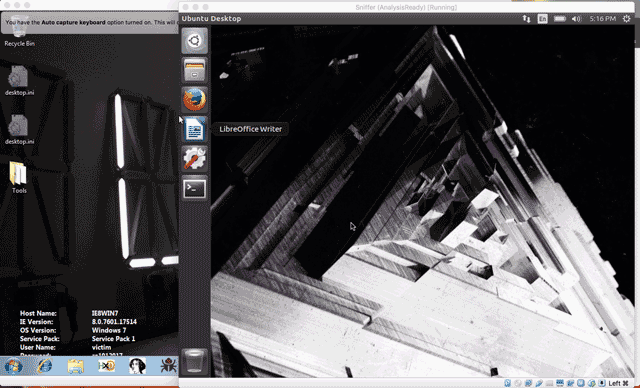 Sniffer (AnalysisReady) [Running]
You have the Auto capture keyboard option turned on. This will
Ubuntu Desktop
En
5:16 PM
Recycle Bin
desktop.ini
desktop.ini
Tools
LibreOffice Writer
Host Name: IE8WIN7
IE Version: 8.0.7601.17514
OS Version: Windows 7
Service Pack: Service Pack 1
User Name: victim
Left ⌘